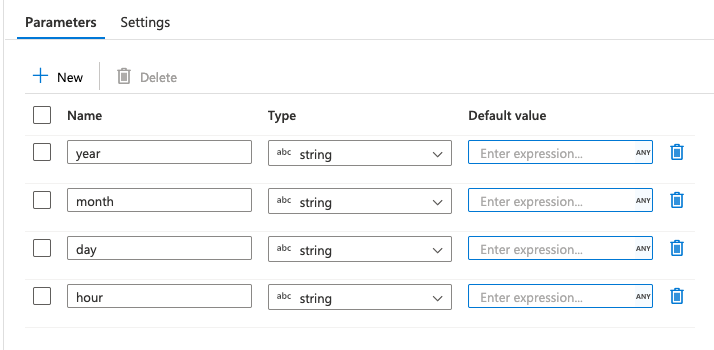 Parameters Settings
New Delete
Name Type Default value
year abc string Enter expression... ANY
month abc string Enter expression... ANY
day abc string Enter expression... ANY
hour abc string Enter expression... ANY